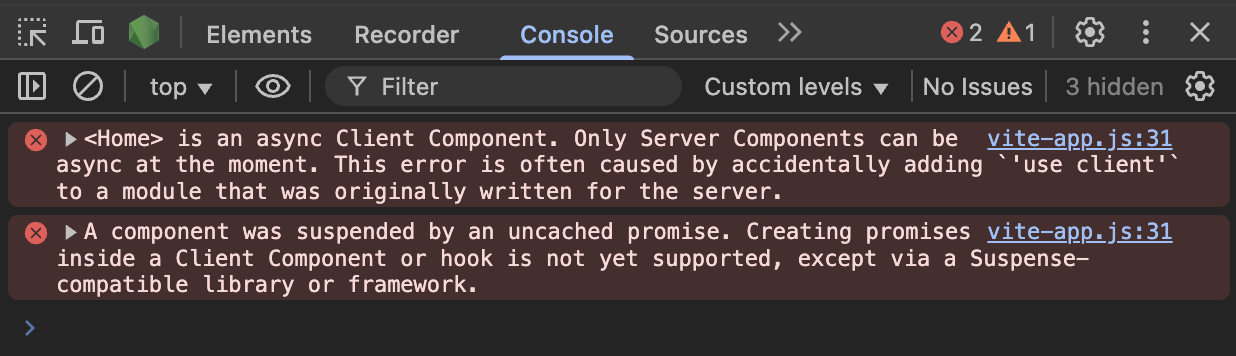 Elements Recorder Console Sources 2 1
top Filter Custom levels No Issues 3 hidden
<Home> is an async Client Component. Only Server Components can be vite-app.js:31
async at the moment. This error is often caused by accidentally adding `'use client'`
to a module that was originally written for the server.
A component was suspended by an uncached promise. Creating promises vite-app.js:31
inside a Client Component or hook is not yet supported, except via a Suspense-
compatible library or framework.